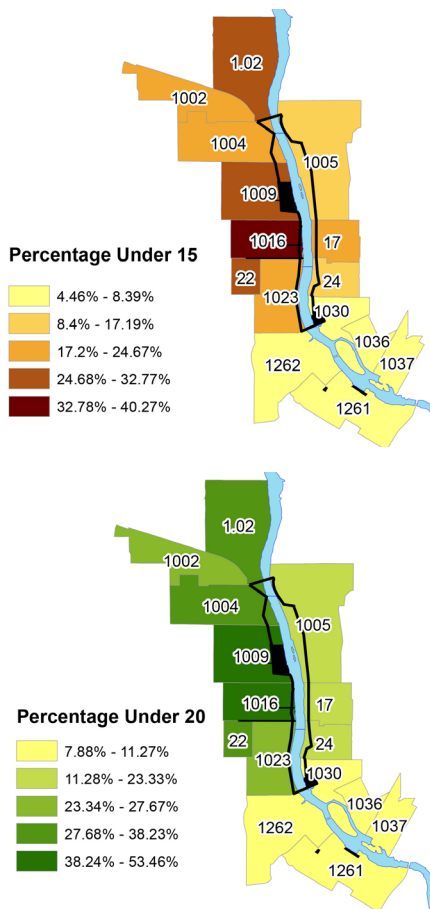 1.02
1002
1004
1005
1009
1016
17
22
24
1023
1030
1036
1037
1262
1261
Percentage Under 15
4.46% - 8.39%
8.4% - 17.19%
17.2% - 24.67%
24.68% - 32.77%
32.78% - 40.27%
1.02
1002
1004
1005
1009
1016
17
22
24
1023
1030
1036
1037
1262
1261
Percentage Under 20
7.88% - 11.27%
11.28% - 23.33%
23.34% - 27.67%
27.68% - 38.23%
38.24% - 53.46%